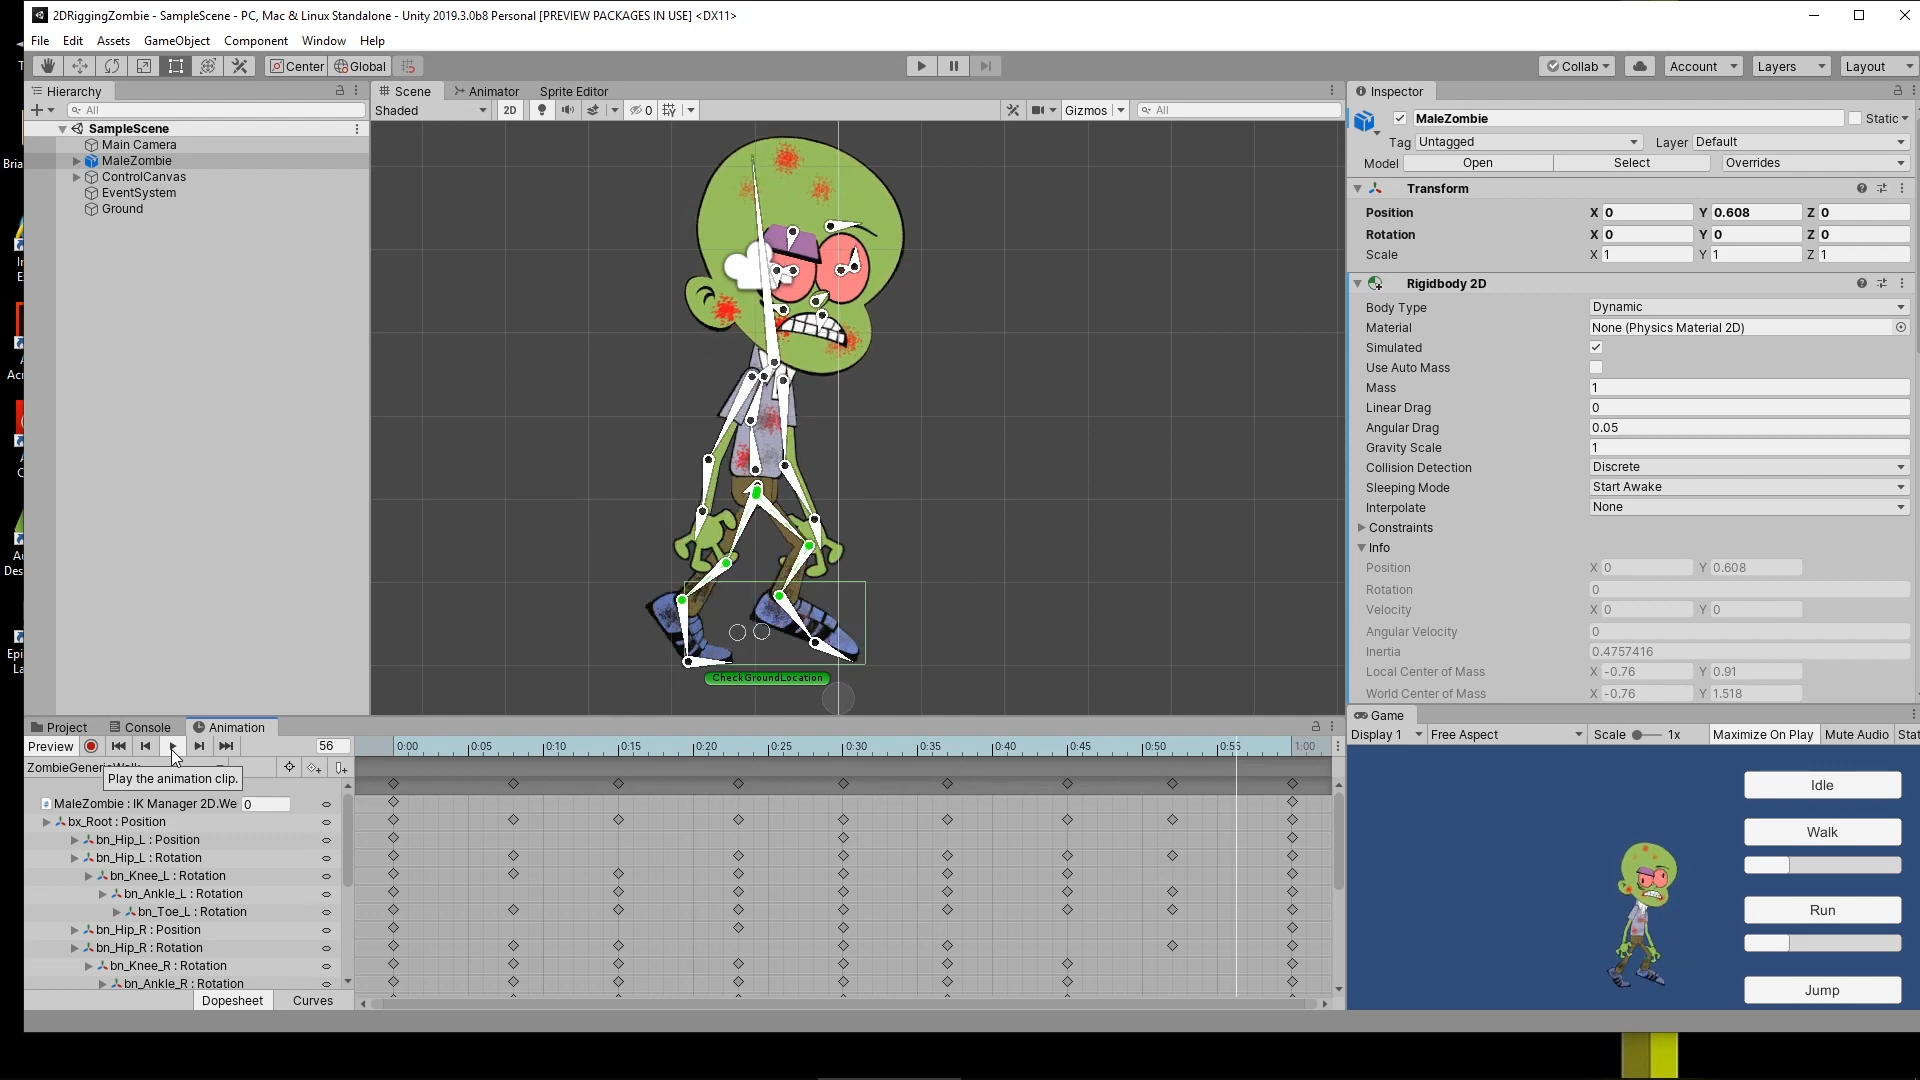 2DRiggingZombie - SampleScene - PC, Mac & Linux Standalone - Unity 2019.3.0b8 Personal [PREVIEW PACKAGES IN USE] <DX11>
File Edit Assets GameObject Component Window Help
Center Global
Collab Account Layers Layout
Hierarchy
All
SampleScene
Main Camera
MaleZombie
ControlCanvas
EventSystem
Ground
Scene Animator Sprite Editor
Shaded 2D 0 Gizmos All
CheckGroundLocation
Inspector
MaleZombie Static
Tag Untagged Layer Default
Model Open Select Overrides
Transform
Position X 0 Y 0.608 Z 0
Rotation X 0 Y 0 Z 0
Scale X 1 Y 1 Z 1
Rigidbody 2D
Body Type Dynamic
Material None (Physics Material 2D)
Simulated
Use Auto Mass
Mass 1
Linear Drag 0
Angular Drag 0.05
Gravity Scale 1
Collision Detection Discrete
Sleeping Mode Start Awake
Interpolate None
Constraints
Info
Position X 0 Y 0.608
Rotation 0
Velocity X 0 Y 0
Angular Velocity 0
Inertia 0.4757416
Local Center of Mass X -0.76 Y 0.91
World Center of Mass X -0.76 Y 1.518
Project Console Animation
Preview 56
0:00 0:05 0:10 0:15 0:20 0:25 0:30 0:35 0:40 0:45 0:50 0:55 1:00
Play the animation clip.
MaleZombie : IK Manager 2D.We 0
bx_Root : Position
bn_Hip_L : Position
bn_Hip_L : Rotation
bn_Knee_L : Rotation
bn_Ankle_L : Rotation
bn_Toe_L : Rotation
bn_Hip_R : Position
bn_Hip_R : Rotation
bn_Knee_R : Rotation
bn_Ankle_R : Rotation
Dopesheet Curves
Game
Display 1 Free Aspect Scale 1x Maximize On Play Mute Audio Stat
Idle
Walk
Run
Jump